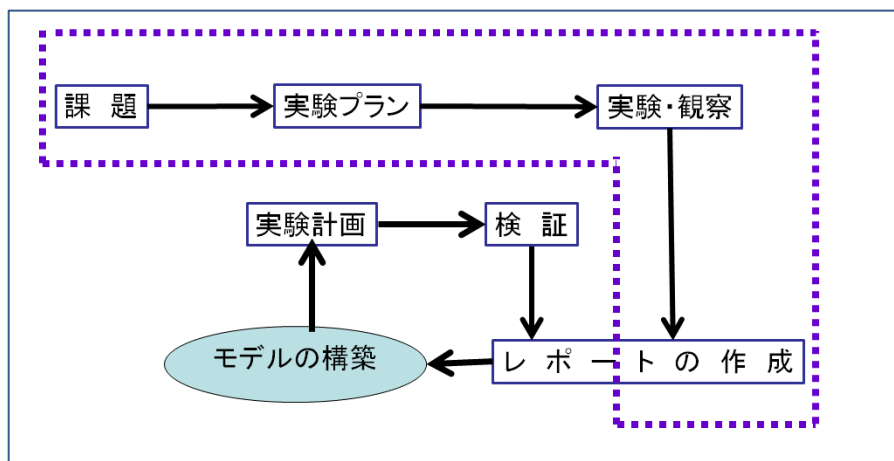 課　題
実験プラン
実験・観察
実験計画
検　証
モデルの構築
レ　ポ　ー　ト　の　作　成